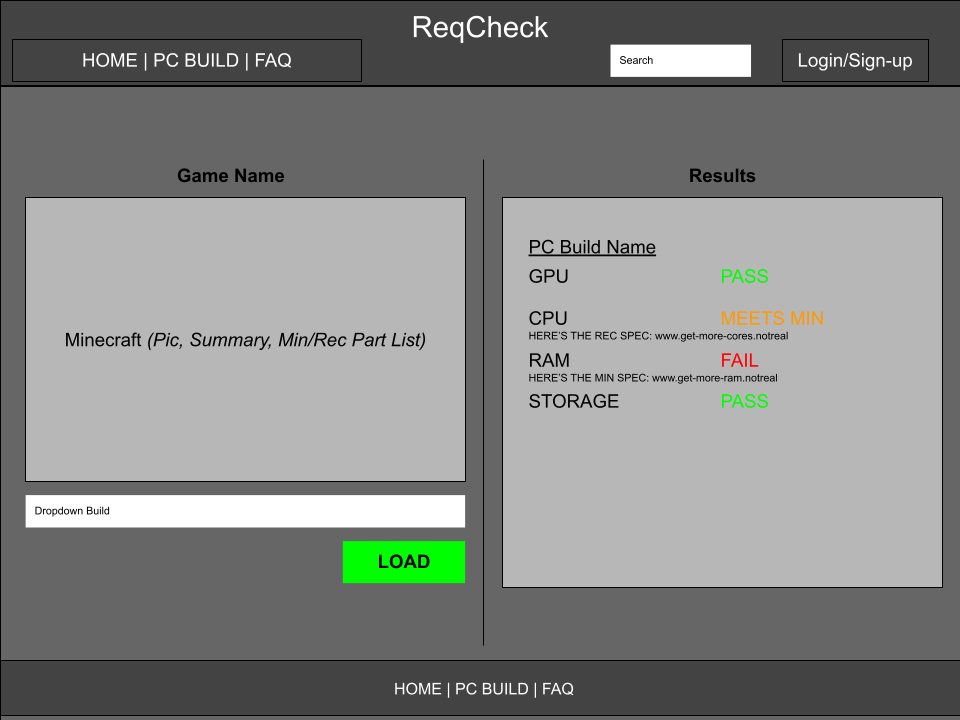 ReqCheck
HOME | PC BUILD | FAQ
Search
Login/Sign-up
Game Name
Minecraft (Pic, Summary, Min/Rec Part List)
Dropdown Build
LOAD
Results
PC Build Name
GPU PASS
CPU MEETS MIN
HERE’S THE REC SPEC: www.get-more-cores.notreal
RAM FAIL
HERE’S THE MIN SPEC: www.get-more-ram.notreal
STORAGE PASS
HOME | PC BUILD | FAQ